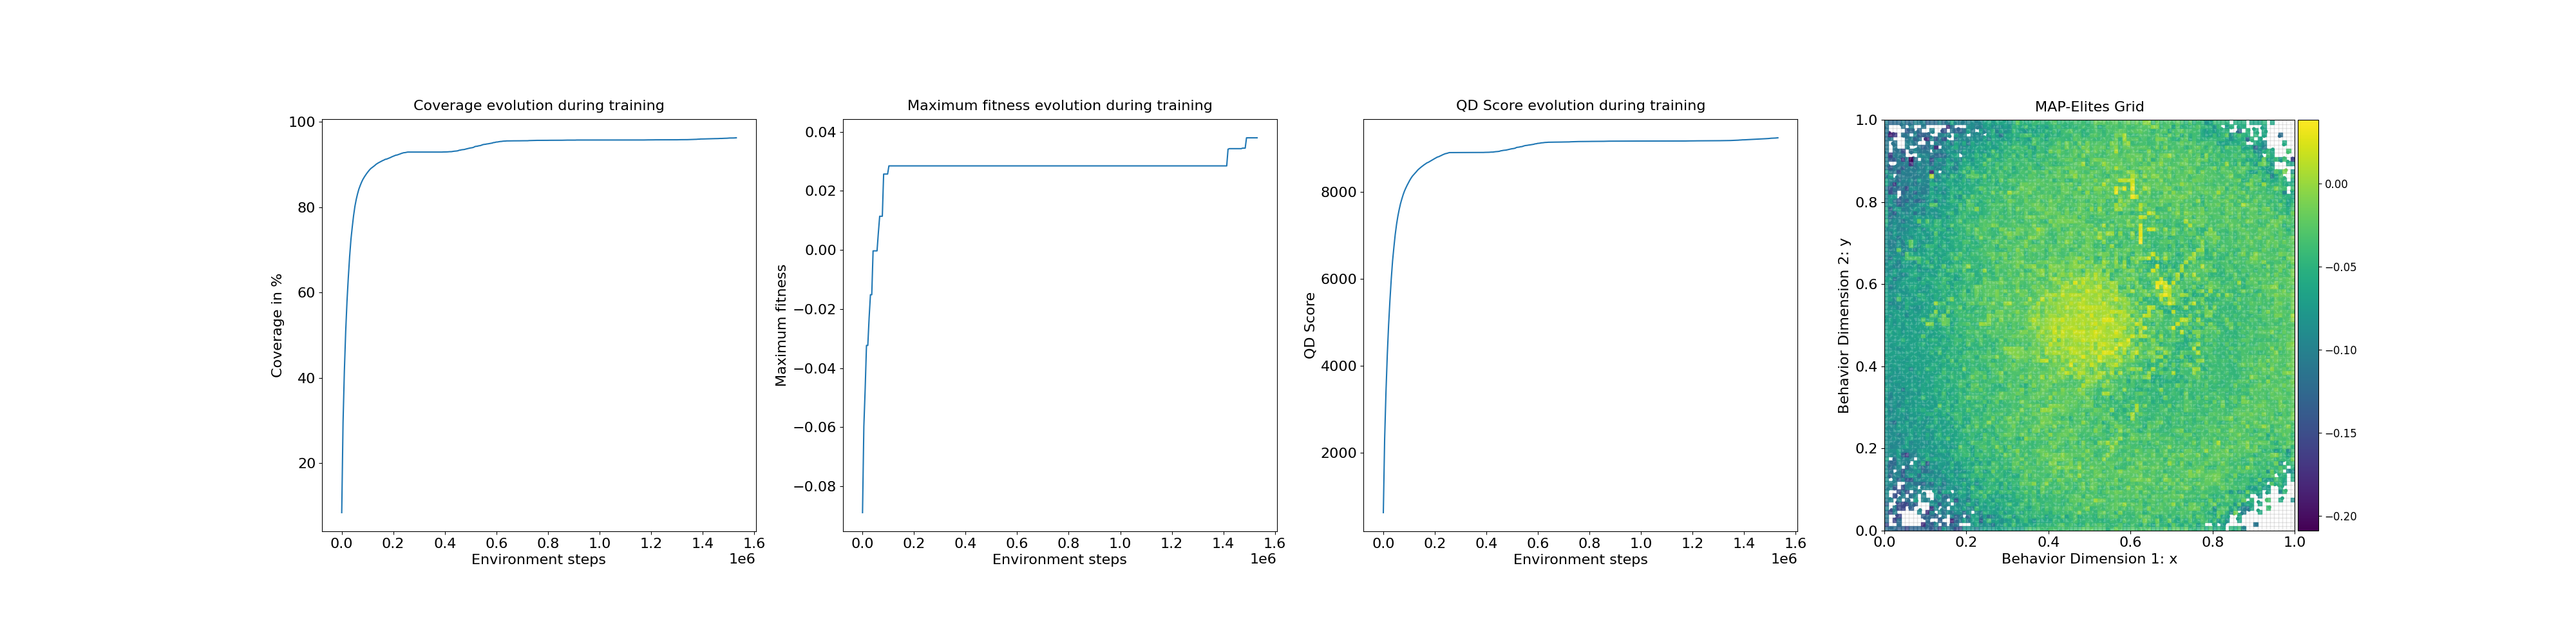 Coverage evolution during training
100
80
60
40
20
Coverage in %
0.0 0.2 0.4 0.6 0.8 1.0 1.2 1.4 1.6
1e6
Environment steps
Maximum fitness evolution during training
0.04
0.02
0.00
−0.02
−0.04
−0.06
−0.08
Maximum fitness
0.0 0.2 0.4 0.6 0.8 1.0 1.2 1.4 1.6
1e6
Environment steps
QD Score evolution during training
8000
6000
4000
2000
QD Score
0.0 0.2 0.4 0.6 0.8 1.0 1.2 1.4 1.6
1e6
Environment steps
MAP-Elites Grid
1.0
0.8
0.6
0.4
0.2
0.0
Behavior Dimension 2: y
0.0 0.2 0.4 0.6 0.8 1.0
Behavior Dimension 1: x
0.00
−0.05
−0.10
−0.15
−0.20